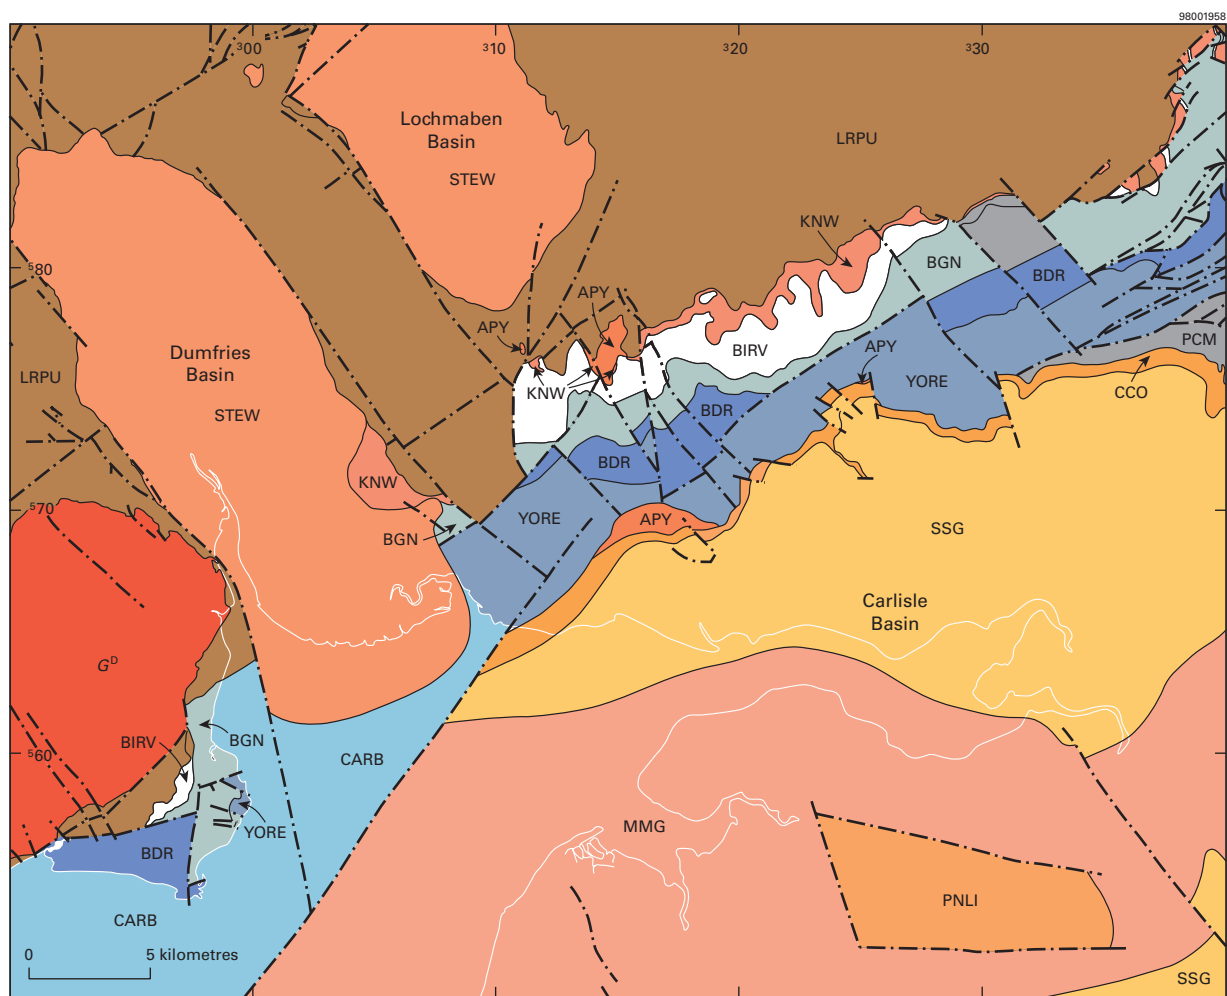 98001958
³00
³10
³20
³30
Lochmaben
Basin
STEW
LRPU
KNW
BGN
⁵80
BDR
APY
APY
PCM
BIRV
APY
Dumfries
Basin
YORE
CCO
LRPU
KNW
STEW
BDR
BDR
KNW
⁵70
YORE
APY
SSG
BGN
Carlisle
Basin
Gᴰ
BIRV
BGN
⁵60
CARB
MMG
YORE
BDR
PNLI
CARB
0 5 kilometres
SSG